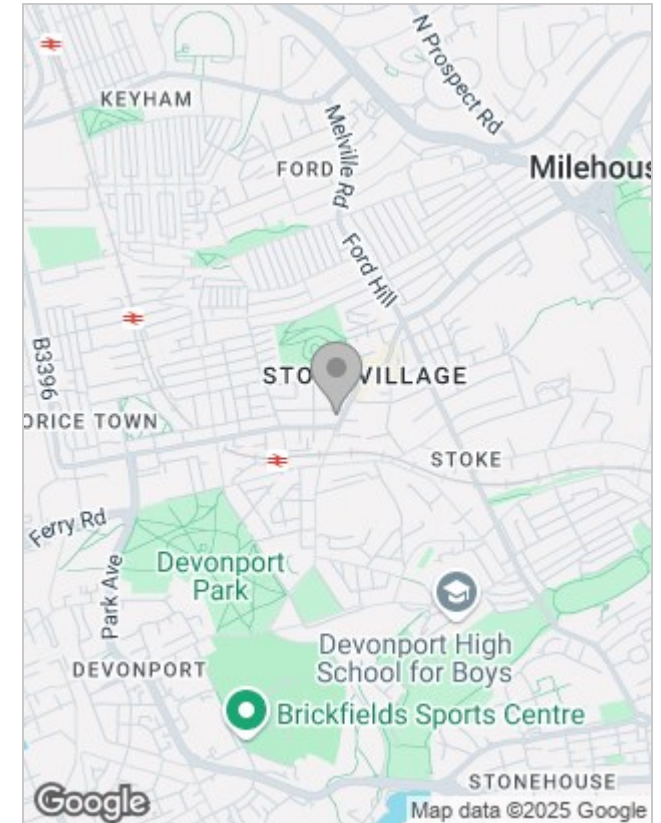 N Prospect Rd
KEYHAM
Melville Rd
FORD
Milehous
Ford Hill
B3396
STO
VILLAGE
ORICE TOWN
STOKE
Ferry Rd
Devonport
Park
Park Ave
Devonport High
School for Boys
DEVONPORT
Brickfields Sports Centre
STONEHOUSE
Google
Map data ©2025 Google